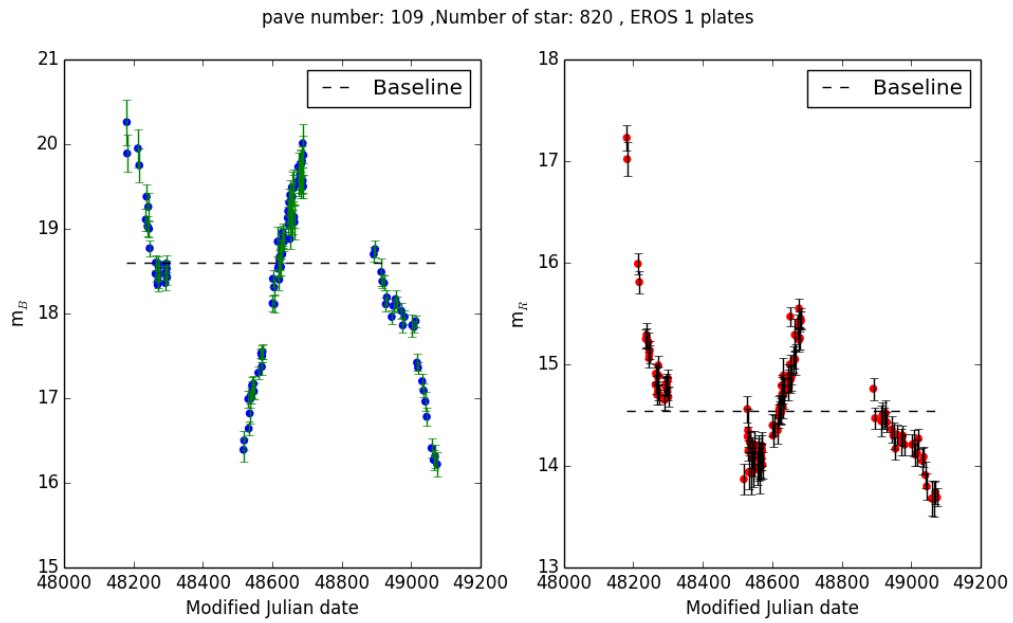 pave number: 109 ,Number of star: 820 , EROS 1 plates
21
20
19
18
17
16
15
48000 48200 48400 48600 48800 49000 49200
Modified Julian date
m_B
Baseline
18
17
16
15
14
13
48000 48200 48400 48600 48800 49000 49200
Modified Julian date
m_R
Baseline